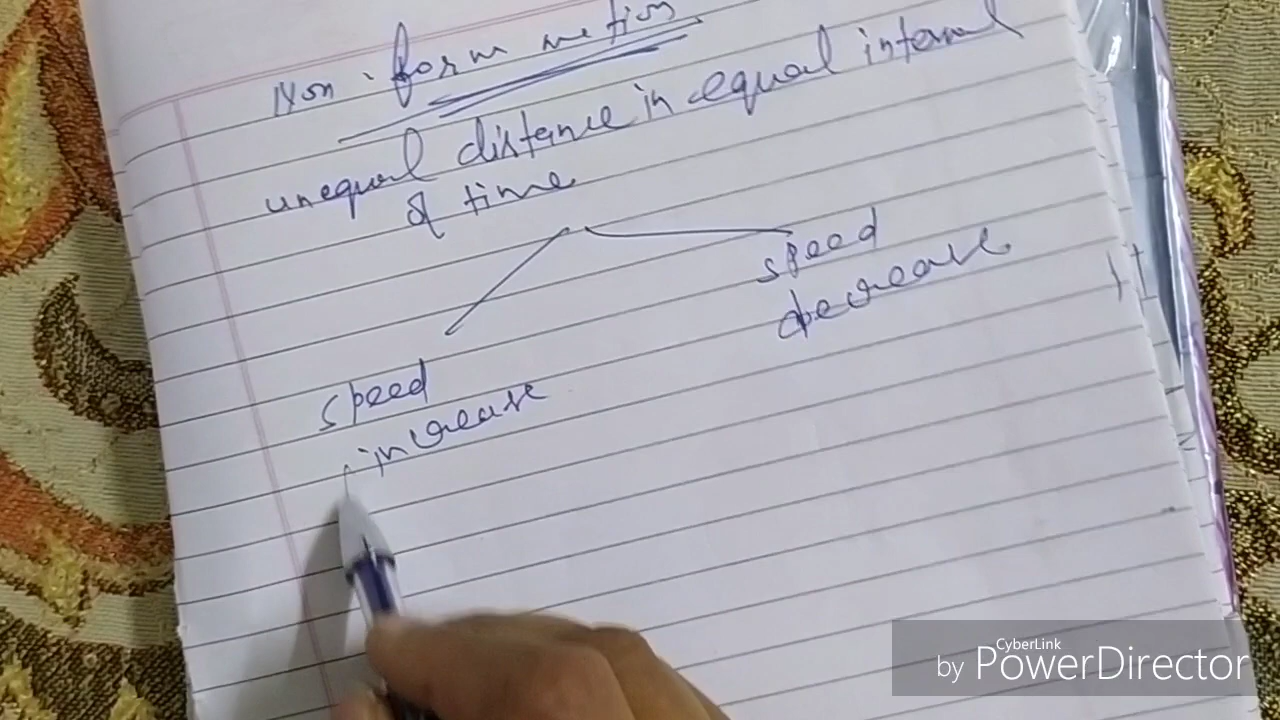 Non-form motion
unequal distance in equal interval
of time
speed
decrease
speed
increase
CyberLink
by PowerDirector